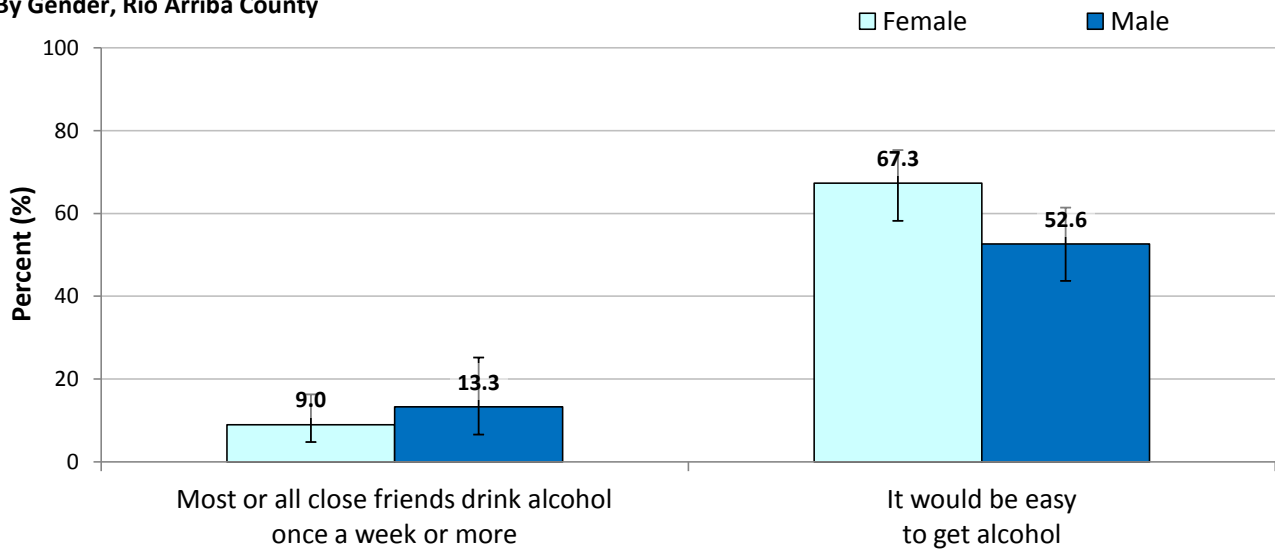 By Gender, Rio Arriba County
Female Male
100
80
60
40
20
0
Percent (%)
9.0
13.3
67.3
52.6
Most or all close friends drink alcohol
once a week or more
It would be easy
to get alcohol